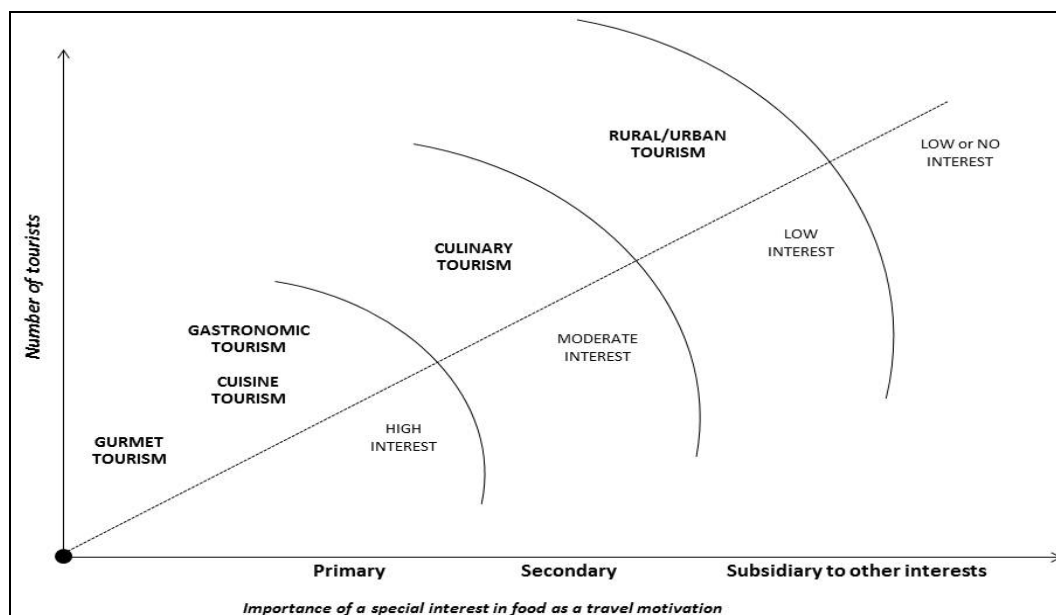 Number of tourists
RURAL/URBAN
TOURISM
LOW or NO
INTEREST
CULINARY
TOURISM
LOW
INTEREST
GASTRONOMIC
TOURISM
MODERATE
INTEREST
CUISINE
TOURISM
HIGH
INTEREST
GURMET
TOURISM
Primary
Secondary
Subsidiary to other interests
Importance of a special interest in food as a travel motivation